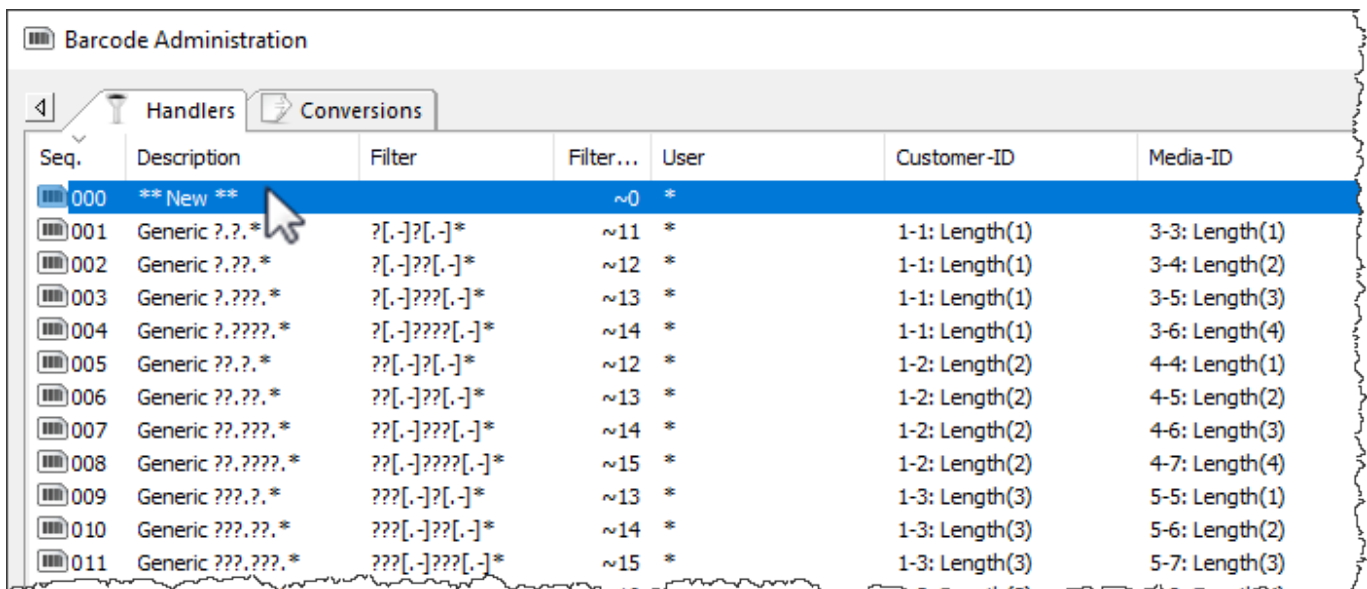 Barcode Administration
Handlers Conversions
Seq. Description Filter Filter... User Customer-ID Media-ID
000 ** New ** ~0 *
001 Generic ?.?.* ?[.-]?[.-]* ~11 * 1-1: Length(1) 3-3: Length(1)
002 Generic ?.??.* ?[.-]??[.-]* ~12 * 1-1: Length(1) 3-4: Length(2)
003 Generic ?.???.* ?[.-]???[.-]* ~13 * 1-1: Length(1) 3-5: Length(3)
004 Generic ?.????.* ?[.-]????[.-]* ~14 * 1-1: Length(1) 3-6: Length(4)
005 Generic ??.?.* ??[.-]?[.-]* ~12 * 1-2: Length(2) 4-4: Length(1)
006 Generic ??.??.* ??[.-]??[.-]* ~13 * 1-2: Length(2) 4-5: Length(2)
007 Generic ??.???.* ??[.-]???[.-]* ~14 * 1-2: Length(2) 4-6: Length(3)
008 Generic ??.????.* ??[.-]????[.-]* ~15 * 1-2: Length(2) 4-7: Length(4)
009 Generic ???.?.* ???[.-]?[.-]* ~13 * 1-3: Length(3) 5-5: Length(1)
010 Generic ???.??.* ???[.-]??[.-]* ~14 * 1-3: Length(3) 5-6: Length(2)
011 Generic ???.???.* ???[.-]???[.-]* ~15 * 1-3: Length(3) 5-7: Length(3)